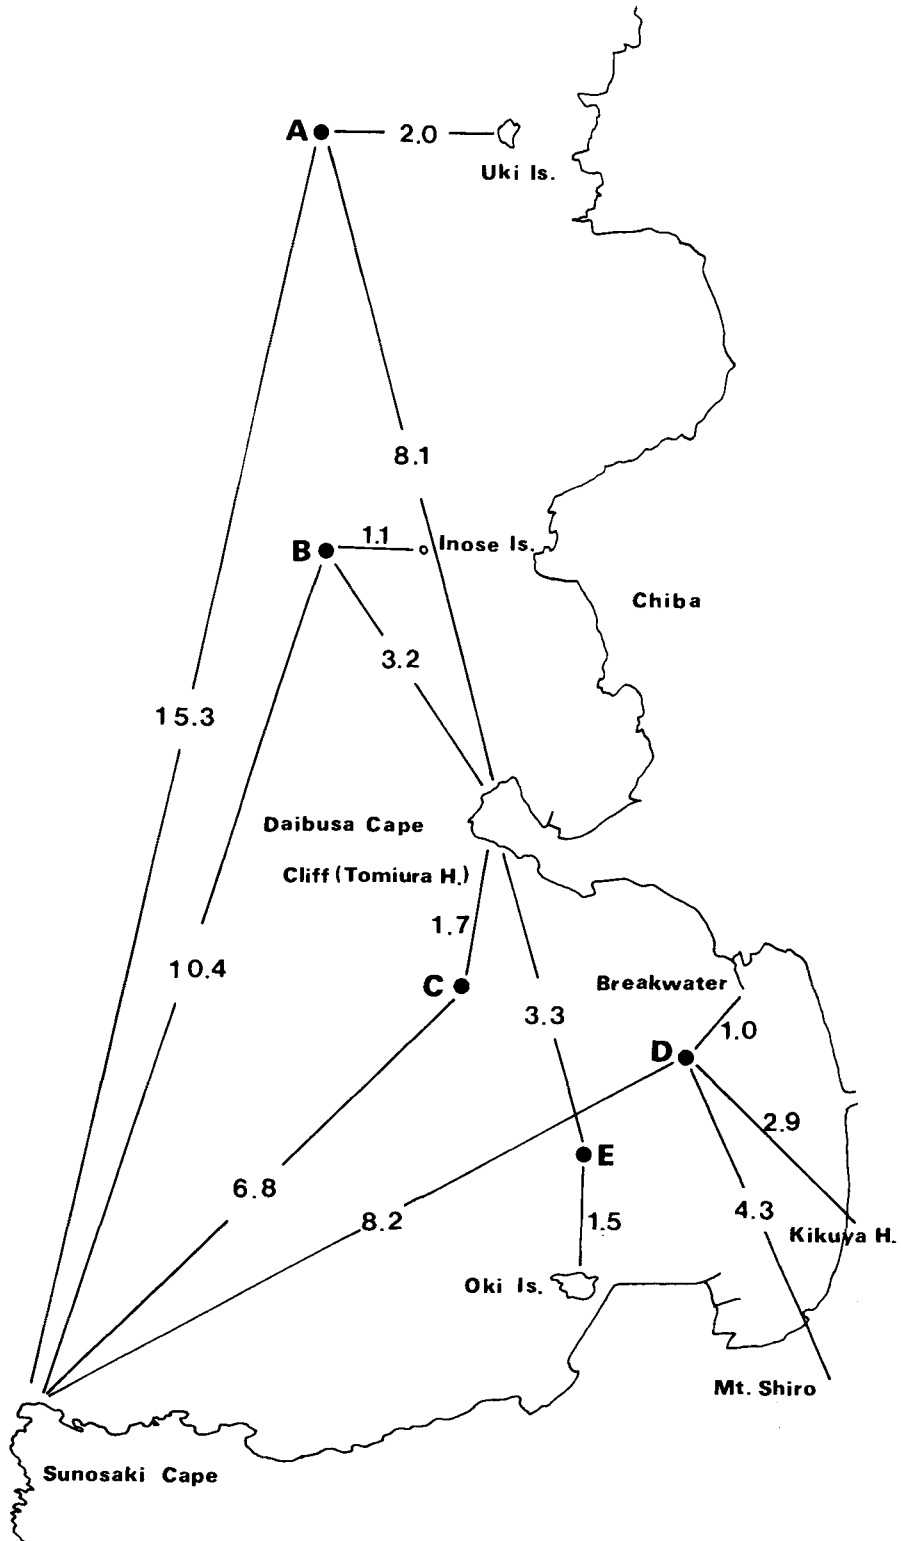 A
2.0
Uki Is.
8.1
B
1.1
Inose Is.
Chiba
3.2
15.3
Daibusa Cape
Cliff (Tomiura H.)
1.7
10.4
C
Breakwater
3.3
1.0
D
2.9
E
6.8
8.2
1.5
4.3
Kikuya H.
Oki Is.
Mt. Shiro
Sunosaki Cape